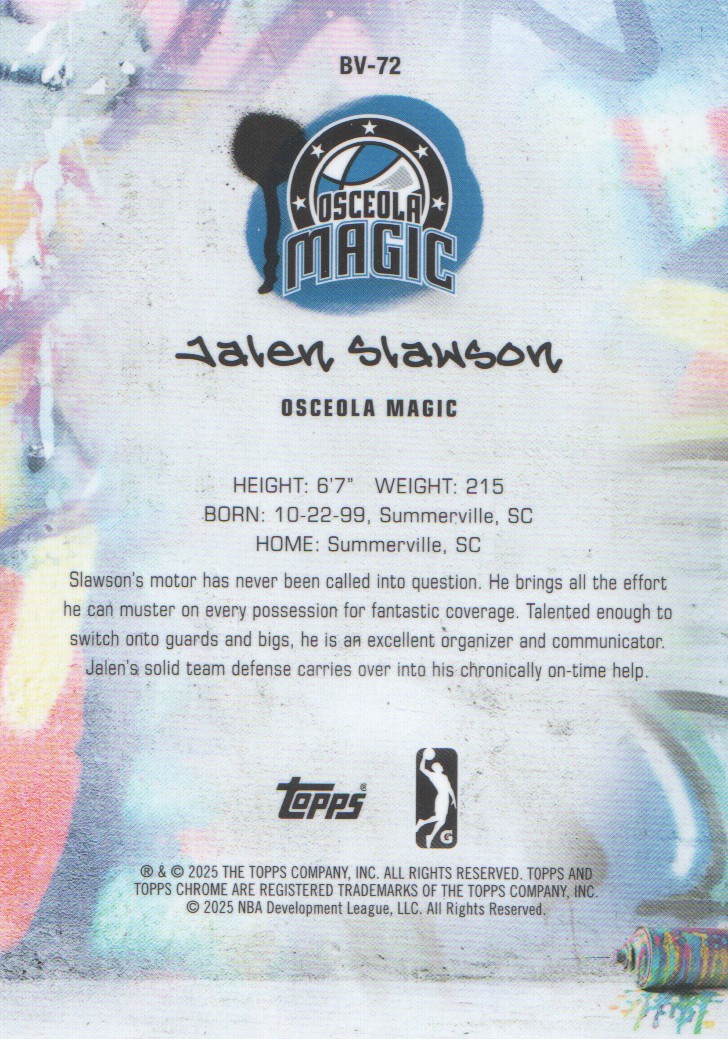 BV-72
OSCEOLA
MAGIC
Jalen Slawson
OSCEOLA MAGIC
HEIGHT: 6'7" WEIGHT: 215
BORN: 10-22-99, Summerville, SC
HOME: Summerville, SC
Slawson's motor has never been called into question. He brings all the effort
he can muster on every possession for fantastic coverage. Talented enough to
switch onto guards and bigs, he is an excellent organizer and communicator.
Jalen's solid team defense carries over into his chronically on-time help.
Topps®
G
® & © 2025 THE TOPPS COMPANY, INC. ALL RIGHTS RESERVED. TOPPS AND
TOPPS CHROME ARE REGISTERED TRADEMARKS OF THE TOPPS COMPANY, INC.
© 2025 NBA Development League, LLC. All Rights Reserved.